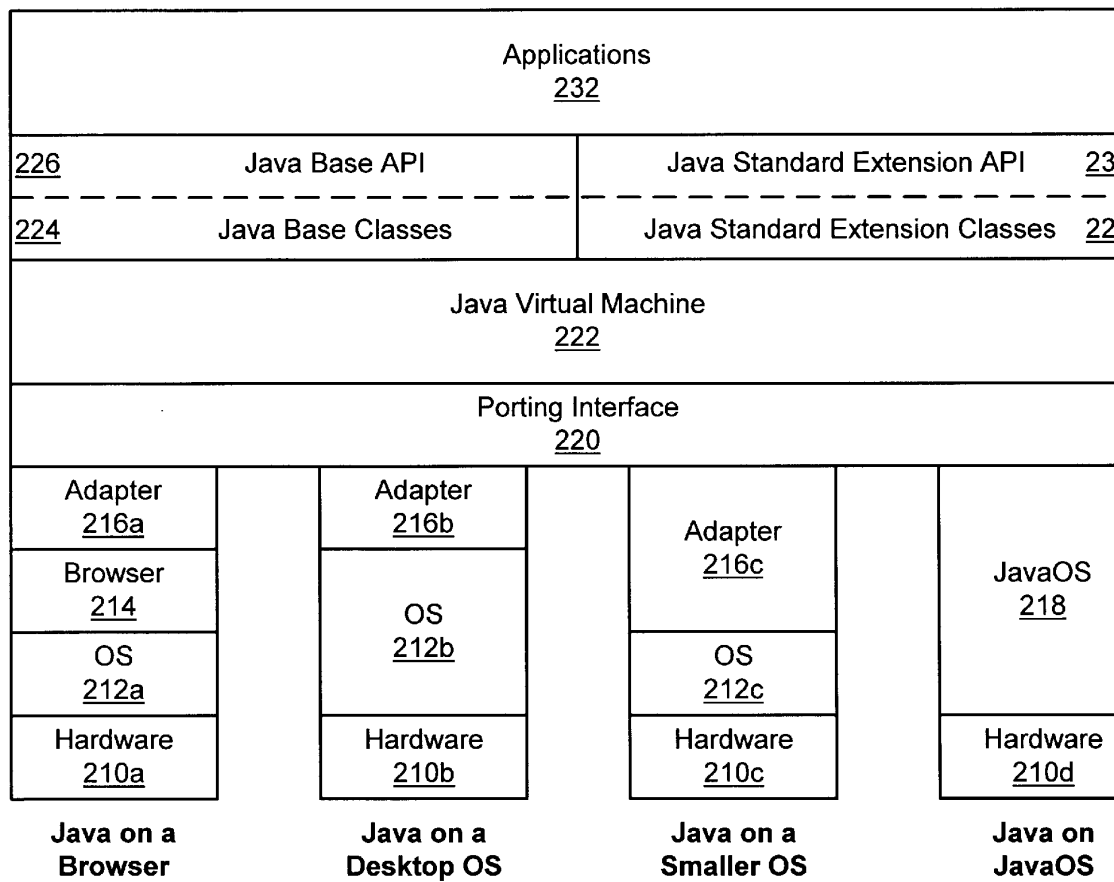 Applications
232
226 Java Base API
Java Standard Extension API 23
224 Java Base Classes
Java Standard Extension Classes 22
Java Virtual Machine
222
Porting Interface
220
Adapter
216a
Browser
214
OS
212a
Hardware
210a
Java on a
Browser
Adapter
216b
OS
212b
Hardware
210b
Java on a
Desktop OS
Adapter
216c
OS
212c
Hardware
210c
Java on a
Smaller OS
JavaOS
218
Hardware
210d
Java on
JavaOS